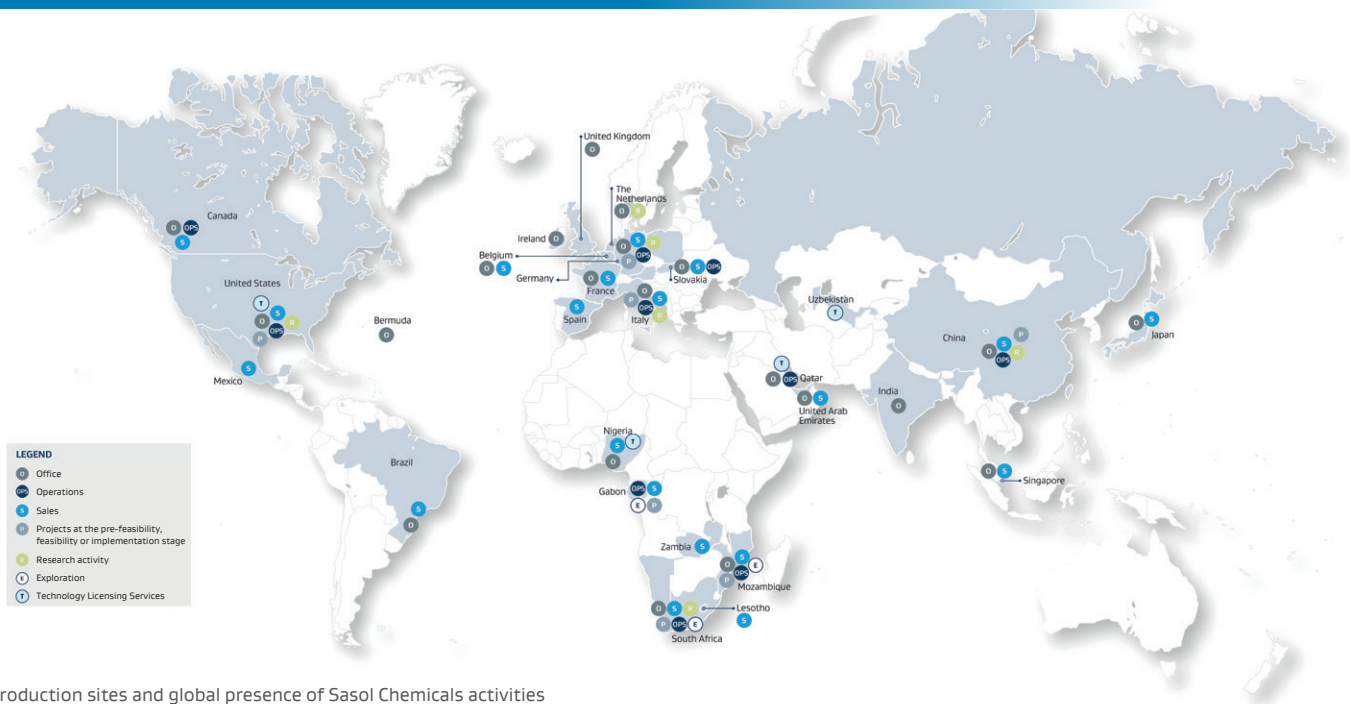 United Kingdom
O
The
Netherlands
O R
Canada
O OPS
S
Ireland O
Belgium
O S
O S R
P OPS
Germany
O S OPS
Slovakia
O S
France
United States
T
S
O R
OPS
P
Bermuda
O
S
Spain
O
P S
OPS
Italy R
Uzbekistan
T
China
P
S
O R
OPS
O S
Japan
S
Mexico
T
O OPS Qatar
O S
United Arab
Emirates
India
O
Nigeria
S T
O
LEGEND
O Office
OPS Operations
S Sales
P Projects at the pre-feasibility,
feasibility or implementation stage
R Research activity
E Exploration
T Technology Licensing Services
Brazil
S
O
Gabon OPS S
E P
O S
Singapore
Zambia S
S
O E
OPS
P
Mozambique
O S R
P OPS E
South Africa
Lesotho
S
roduction sites and global presence of Sasol Chemicals activities